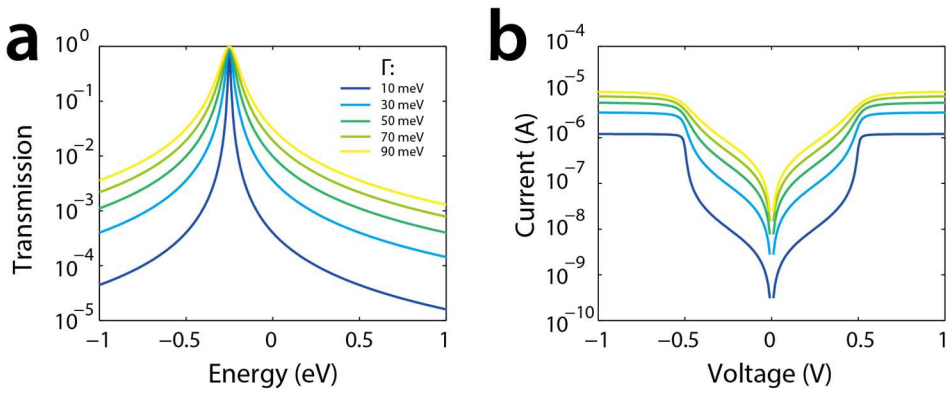 a
Transmission
10⁰
10⁻¹
10⁻²
10⁻³
10⁻⁴
10⁻⁵
Γ:
10 meV
30 meV
50 meV
70 meV
90 meV
−1
−0.5
0
0.5
1
Energy (eV)
b
Current (A)
10⁻⁴
10⁻⁵
10⁻⁶
10⁻⁷
10⁻⁸
10⁻⁹
10⁻¹⁰
−1
−0.5
0
0.5
1
Voltage (V)